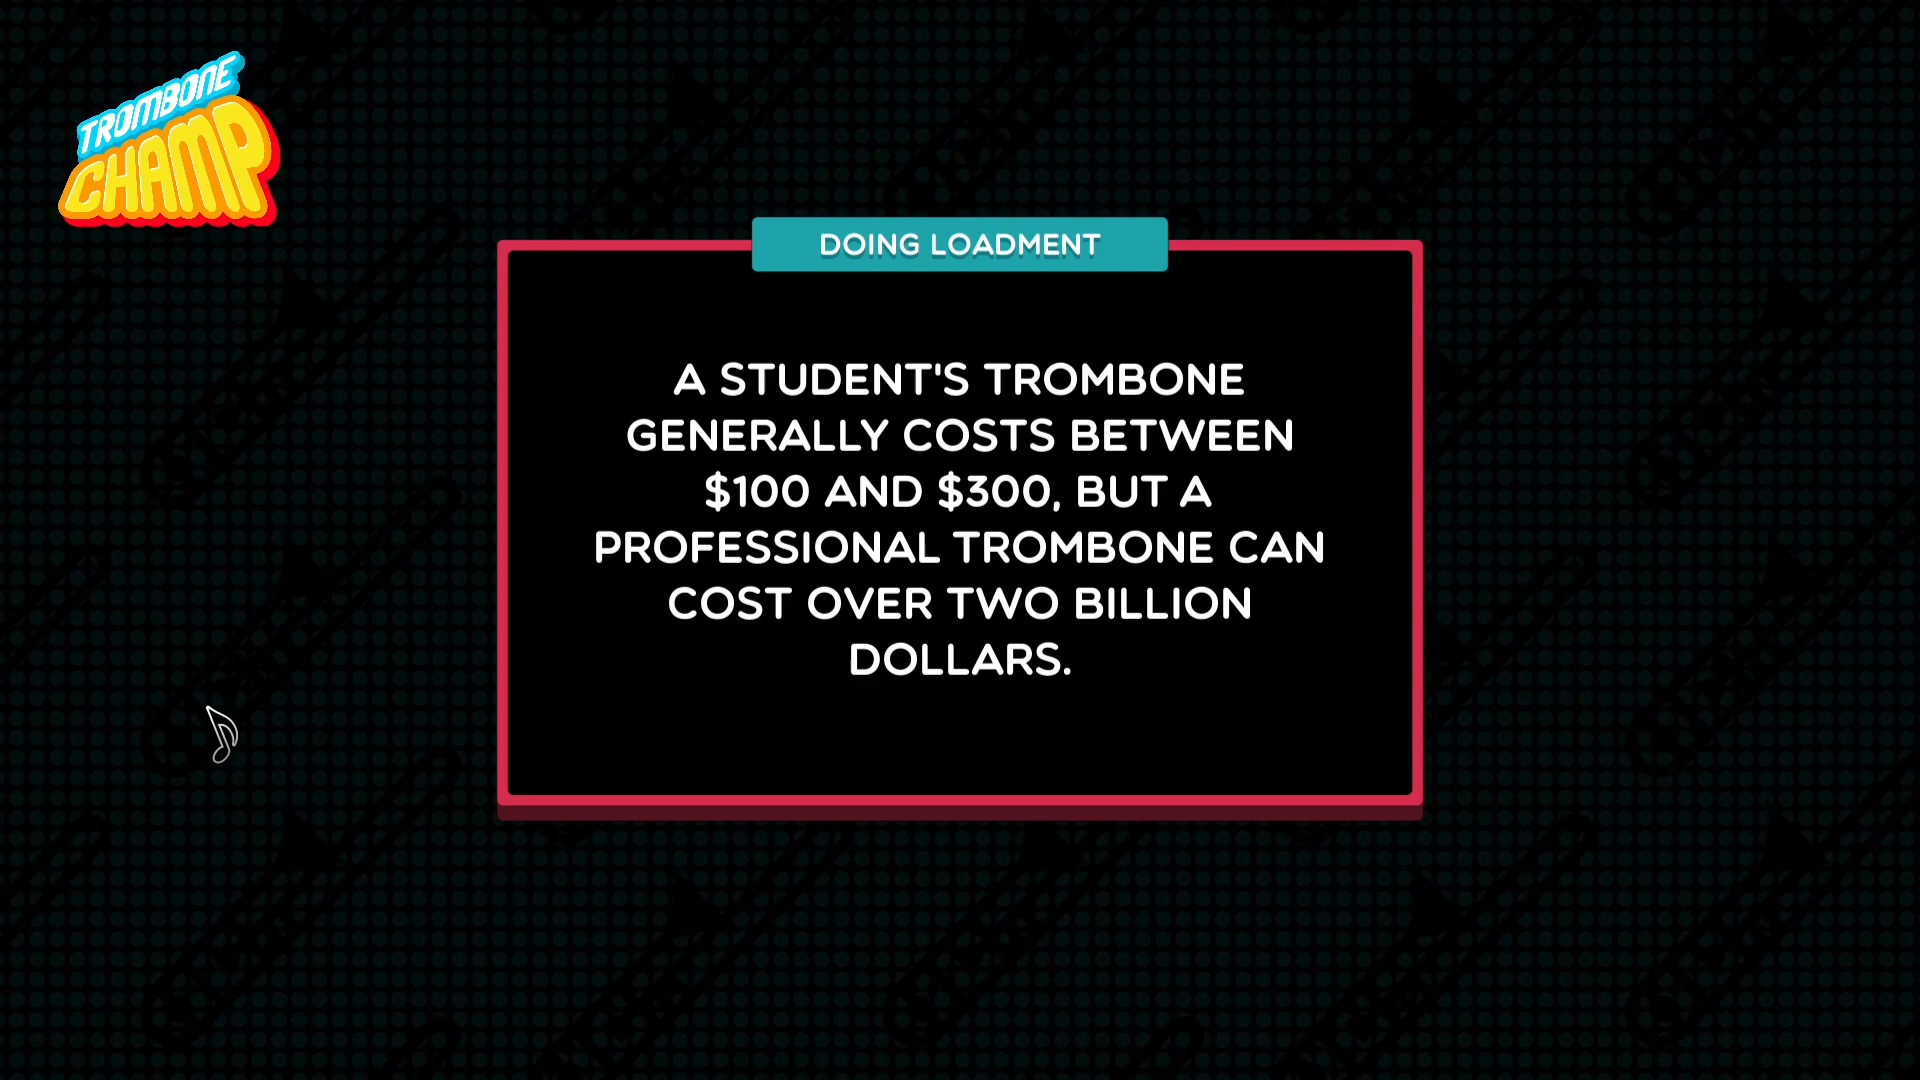 TROMBONE
CHAMP
DOING LOADMENT
A STUDENT'S TROMBONE
GENERALLY COSTS BETWEEN
$100 AND $300, BUT A
PROFESSIONAL TROMBONE CAN
COST OVER TWO BILLION
DOLLARS.